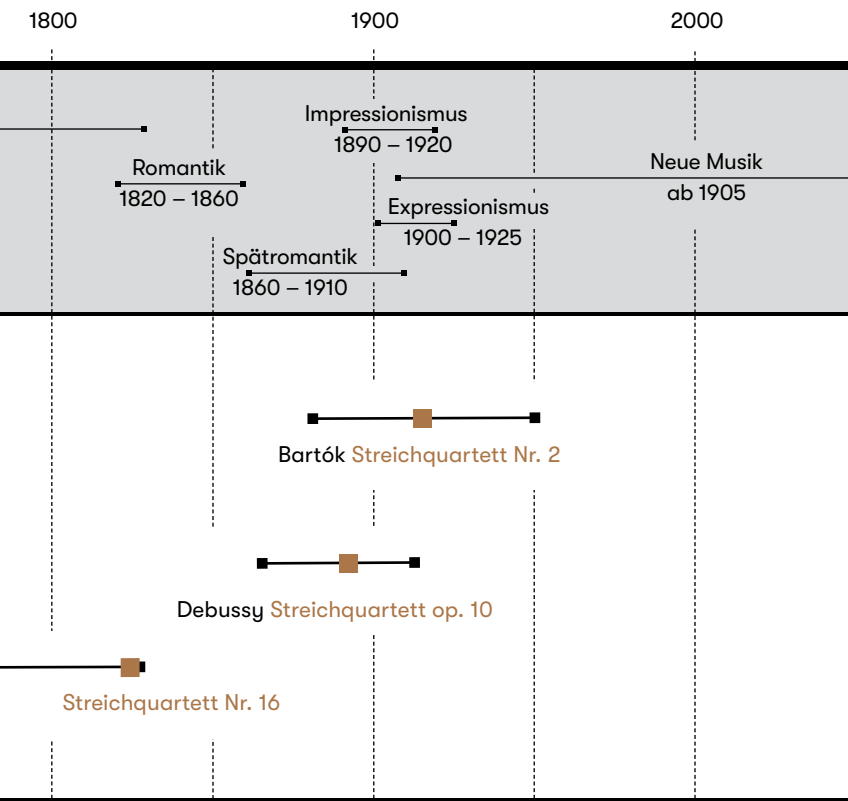 1800 1900 2000
Impressionismus
1890 – 1920
Romantik
1820 – 1860
Neue Musik
ab 1905
Expressionismus
1900 – 1925
Spätromantik
1860 – 1910
Bartók Streichquartett Nr. 2
Debussy Streichquartett op. 10
Streichquartett Nr. 16